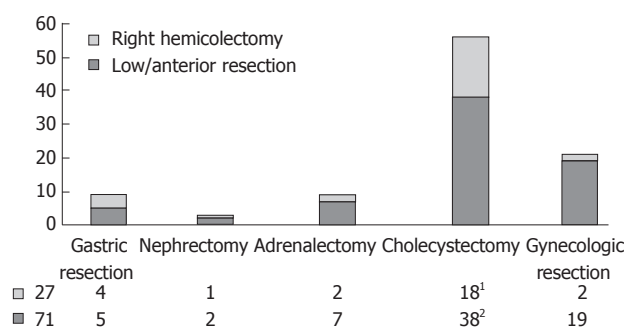 60
Right hemicolectomy
50
Low/anterior resection
40
30
20
10
0
Gastric resection Nephrectomy Adrenalectomy Cholecystectomy Gynecologic resection
27 4 1 2 18¹ 2
71 5 2 7 38² 19